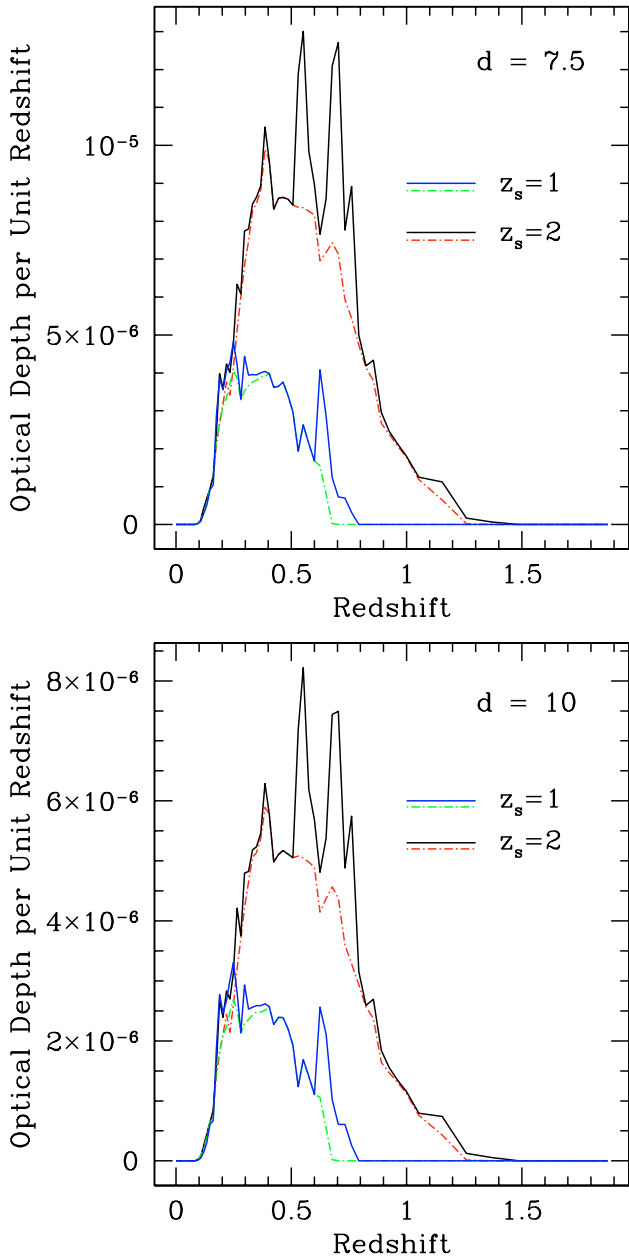 d = 7.5
Optical Depth per Unit Redshift
10⁻⁵
5×10⁻⁶
0
z_s=1
z_s=2
0 0.5 1 1.5
Redshift
d = 10
Optical Depth per Unit Redshift
8×10⁻⁶
6×10⁻⁶
4×10⁻⁶
2×10⁻⁶
0
z_s=1
z_s=2
0 0.5 1 1.5
Redshift